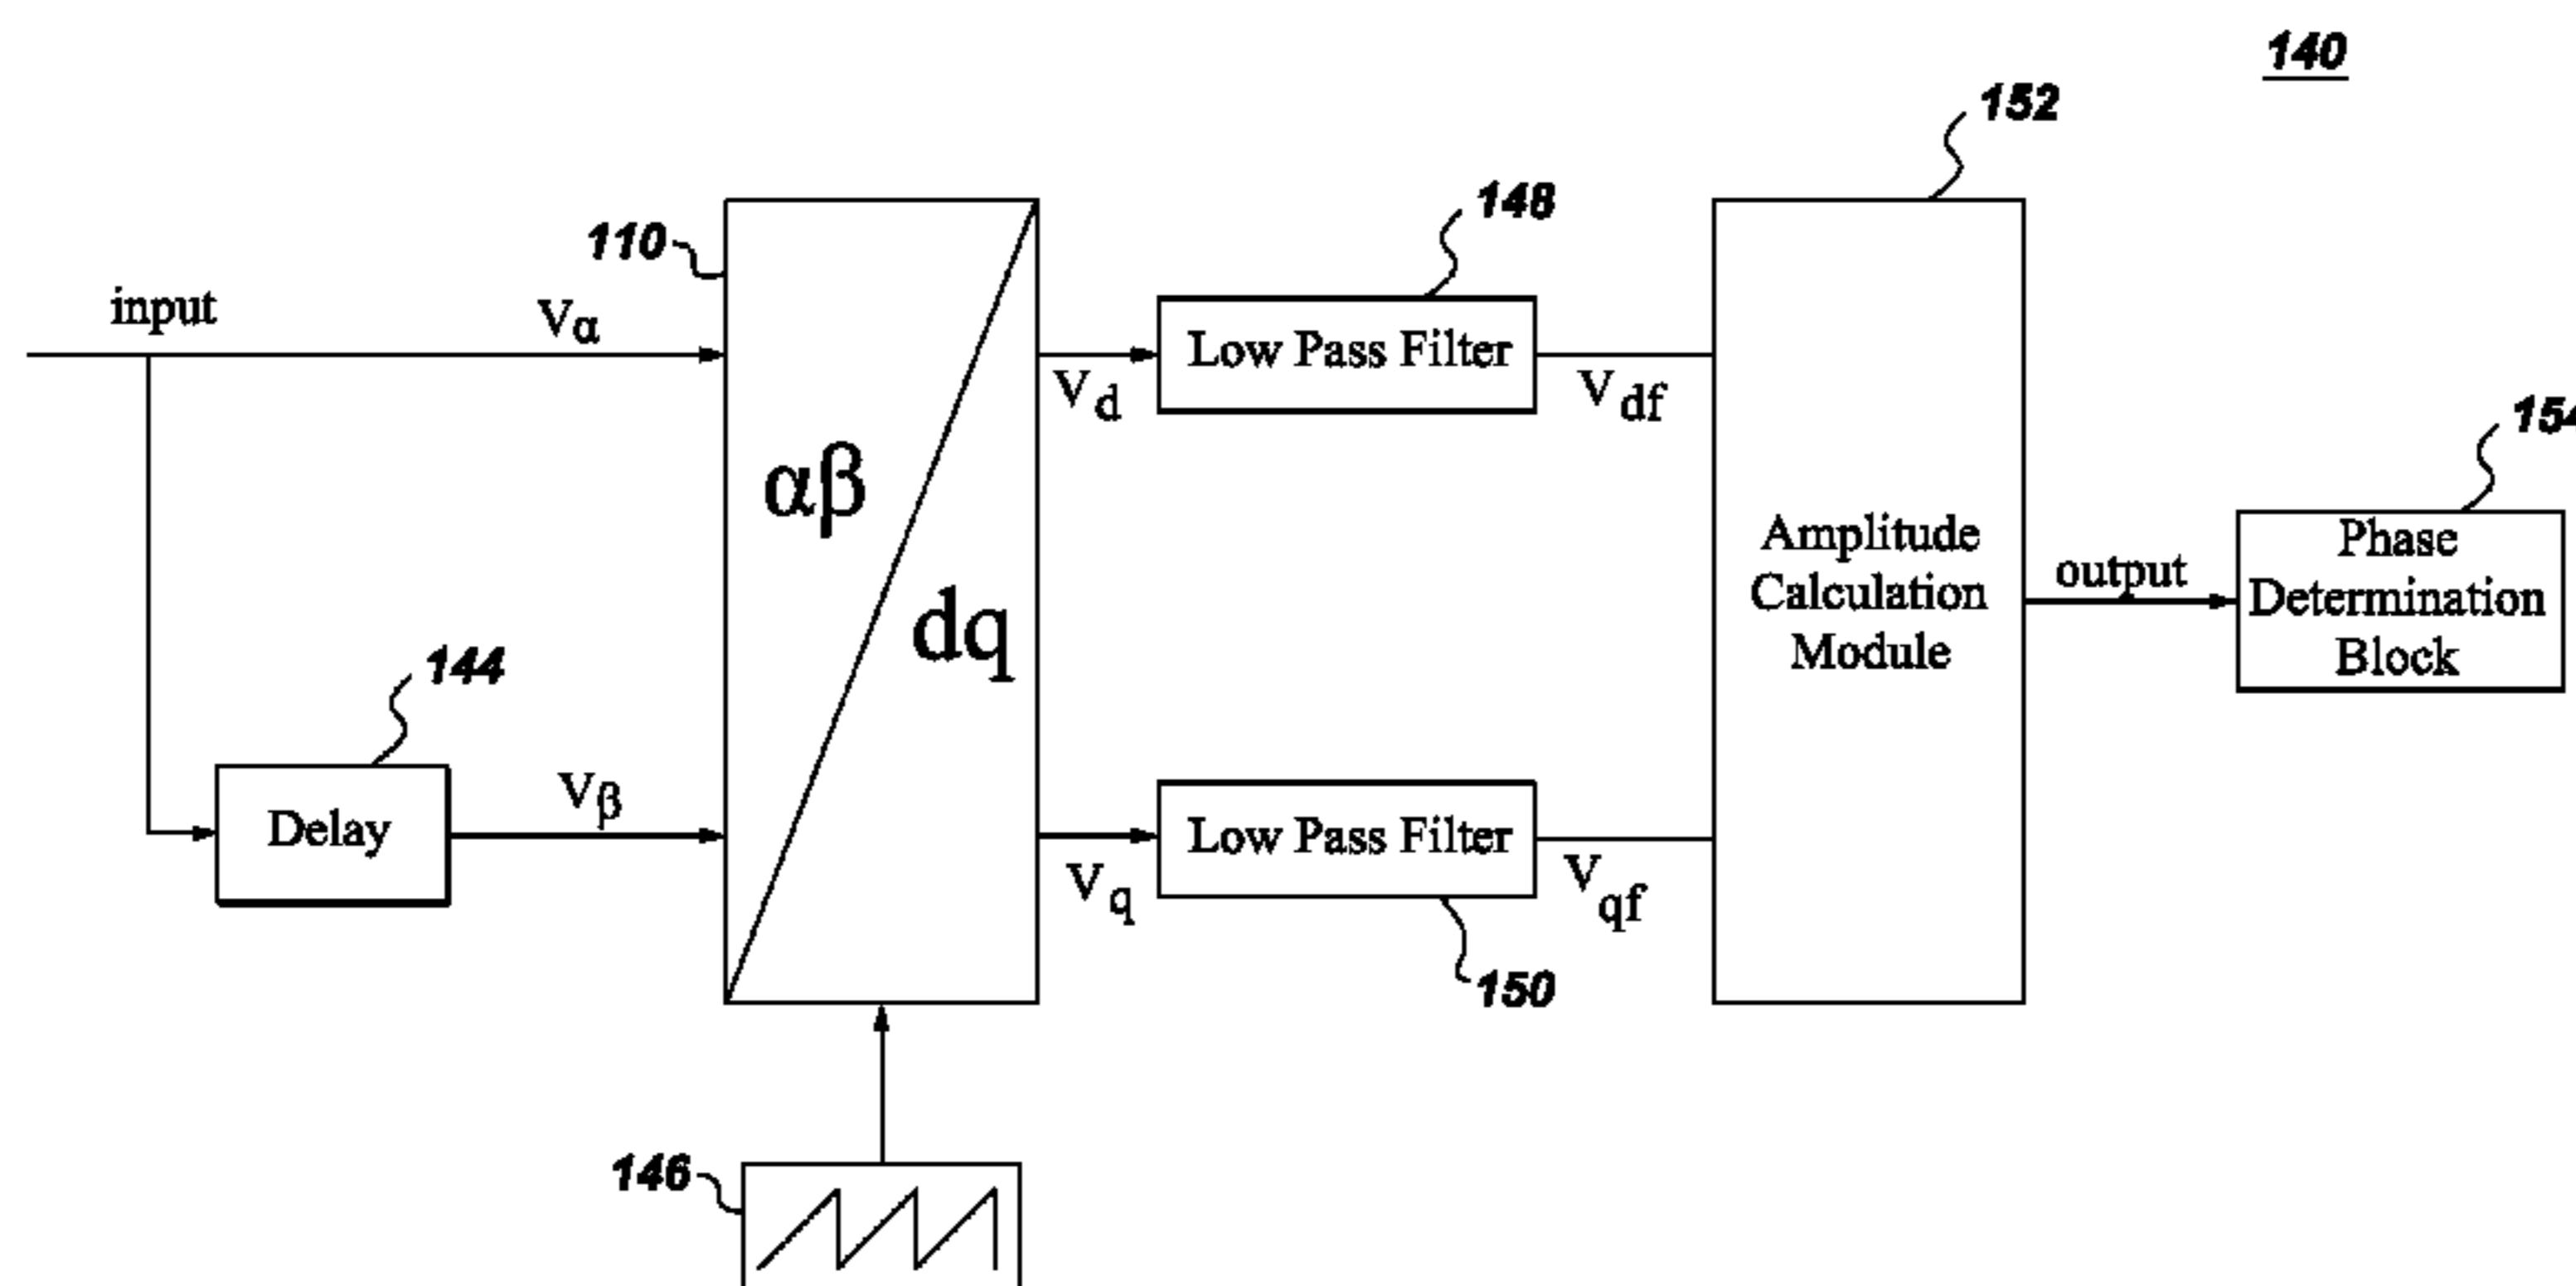 140
152
148
110
input
Vα
Low Pass Filter
Vd
Vdf
154
αβ
dq
Amplitude
Calculation
Module
output
Phase
Determination
Block
144
Delay
Vβ
Low Pass Filter
Vq
Vqf
150
146